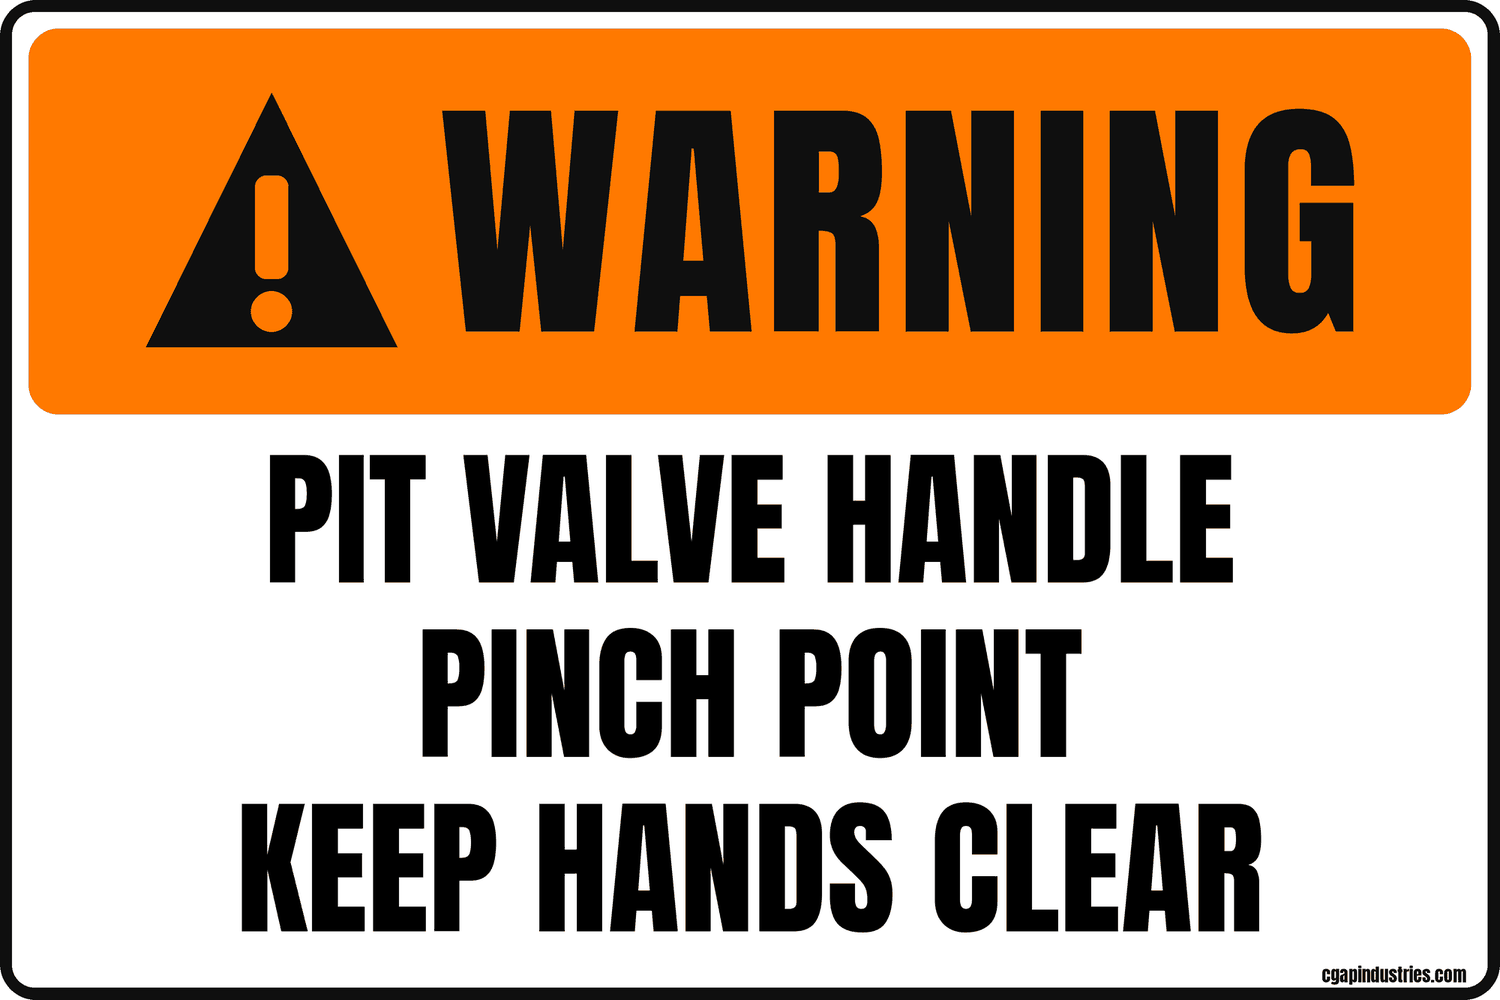 WARNING
PIT VALVE HANDLE
PINCH POINT
KEEP HANDS CLEAR
cgapindustries.com